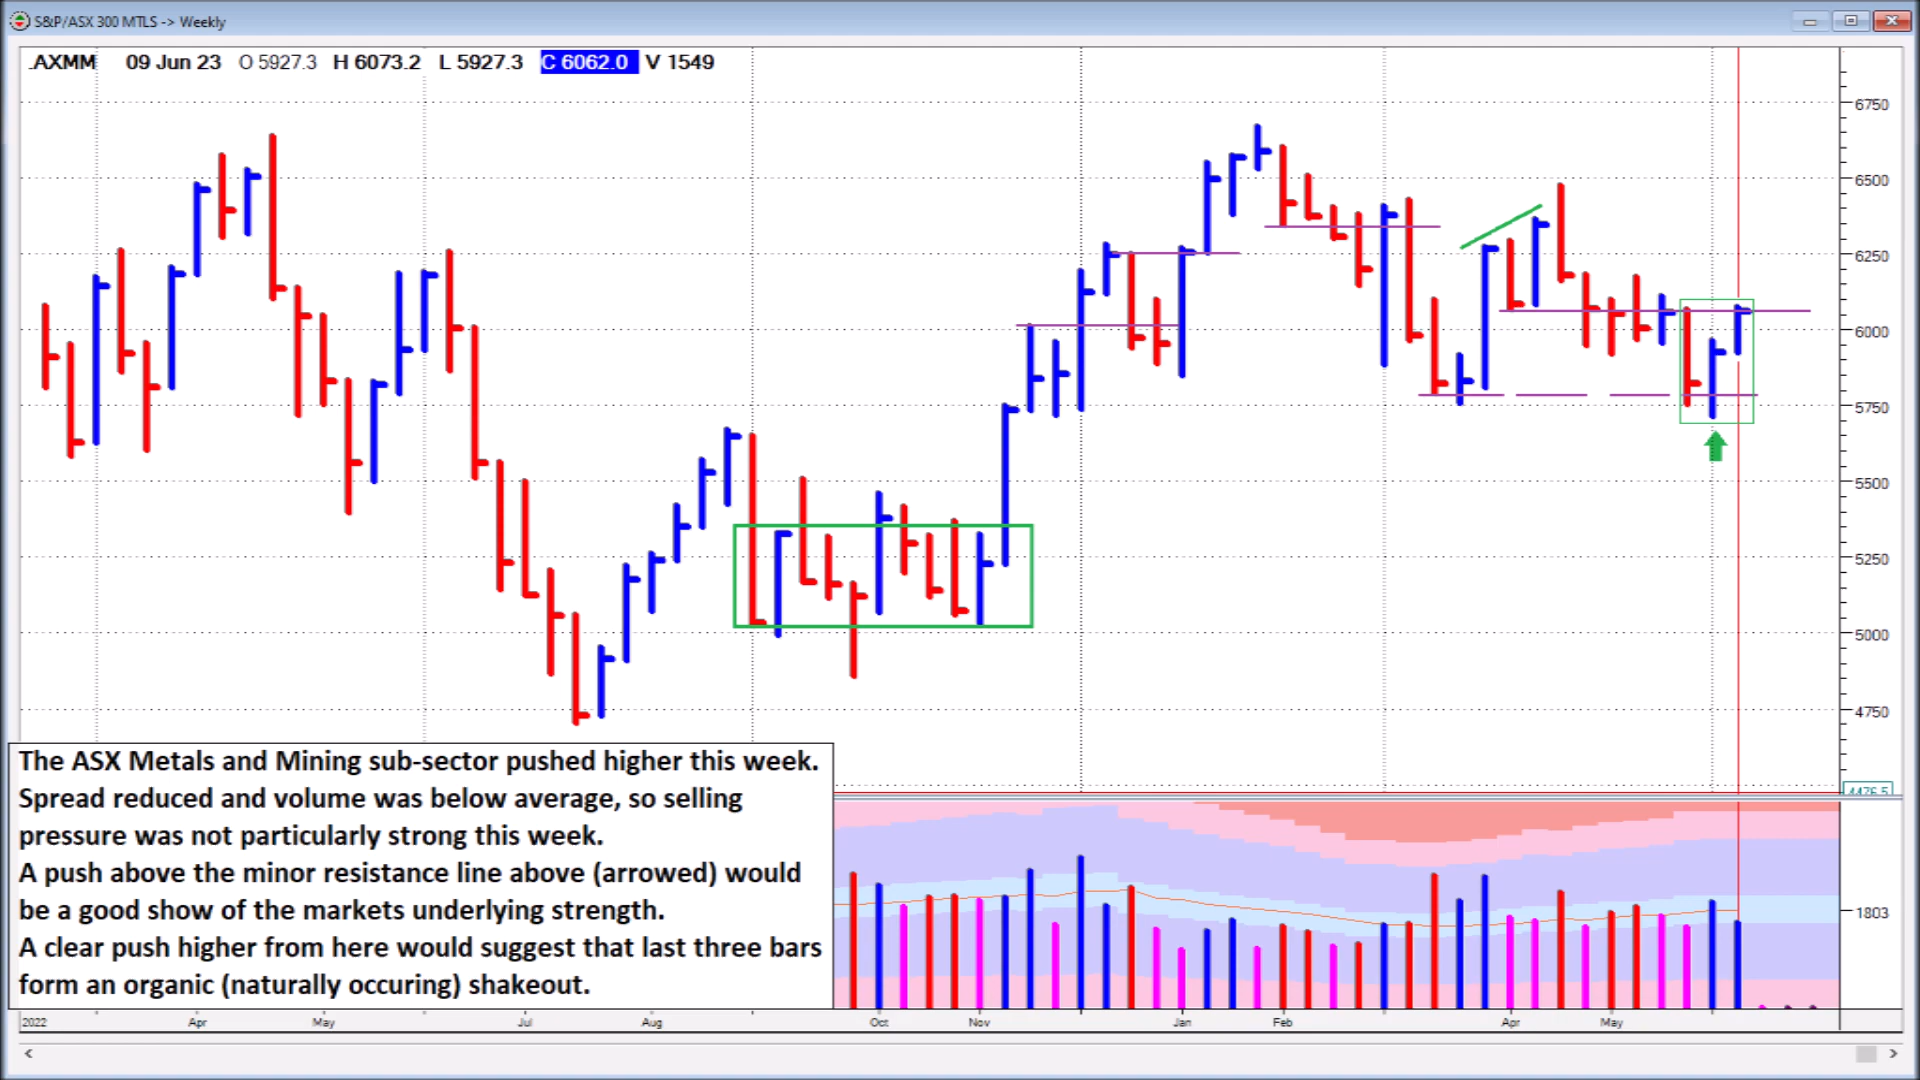 S&P/ASX 300 MTLS -> Weekly
.AXMM 09 Jun 23 O 5927.3 H 6073.2 L 5927.3 C 6062.0 V 1549
6750
6500
6250
6000
5750
5500
5250
5000
4750
4476.5
The ASX Metals and Mining sub-sector pushed higher this week.
Spread reduced and volume was below average, so selling
pressure was not particularly strong this week.
A push above the minor resistance line above (arrowed) would
be a good show of the markets underlying strength.
A clear push higher from here would suggest that last three bars
form an organic (naturally occuring) shakeout.
1803
2022 Apr May Jul Aug Oct Nov Jan Feb Apr May